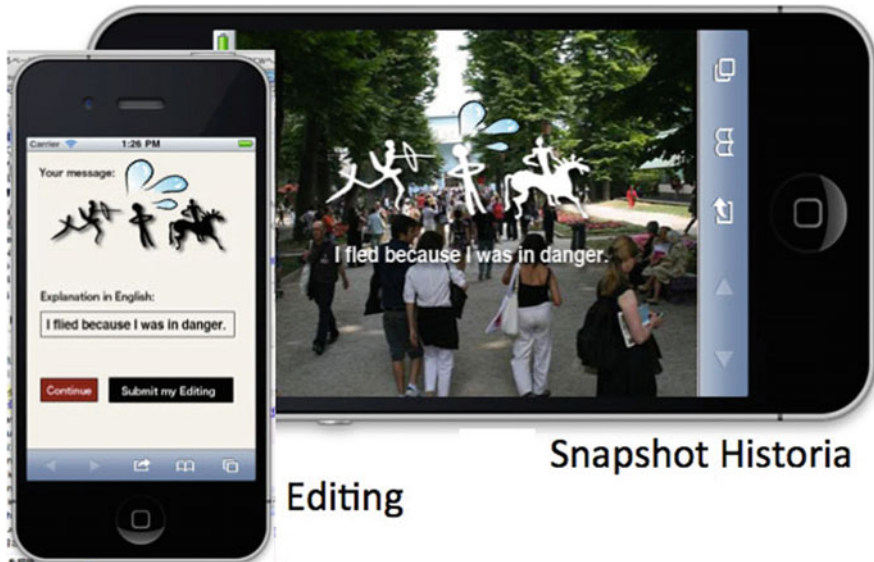 Carrier 1:26 PM
Your message:
Explanation in English:
I flied because I was in danger.
Continue Submit my Editing
I fled because I was in danger.
Snapshot Historia
Editing